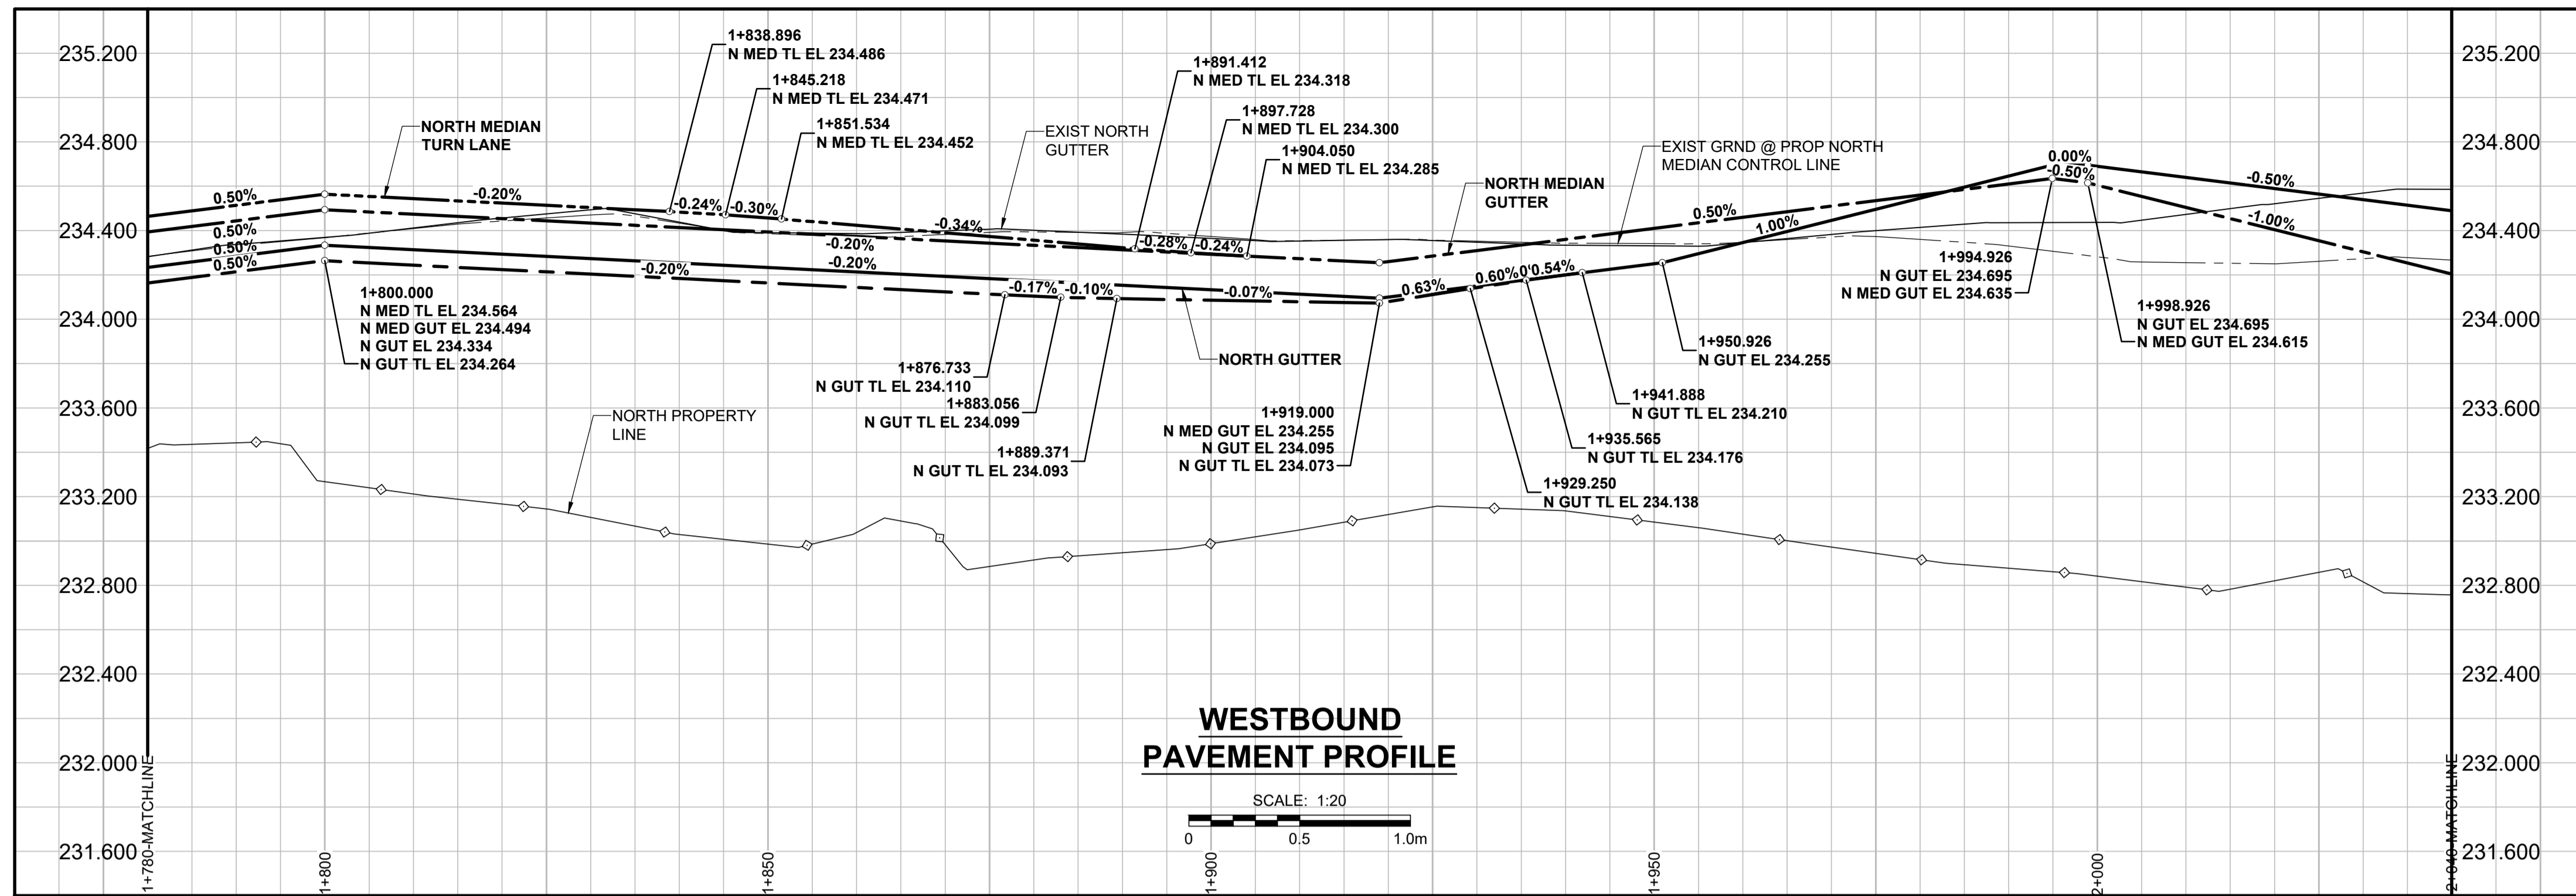 235.200
234.800
234.400
234.000
233.600
233.200
232.800
232.400
232.000
231.600
235.200
234.800
234.400
234.000
233.600
233.200
232.800
232.400
232.000
231.600
1+838.896
N MED TL EL 234.486
1+845.218
N MED TL EL 234.471
1+851.534
N MED TL EL 234.452
1+891.412
N MED TL EL 234.318
1+897.728
N MED TL EL 234.300
1+904.050
N MED TL EL 234.285
NORTH MEDIAN
TURN LANE
EXIST NORTH
GUTTER
NORTH MEDIAN
GUTTER
EXIST GRND @ PROP NORTH
MEDIAN CONTROL LINE
0.50%
-0.20%
-0.24%
-0.30%
-0.34%
-0.28%
-0.24%
0.50%
-0.20%
0.50%
-0.20%
0.50%
-0.20%
-0.17%
-0.10%
-0.07%
0.63%
0.60%
0.54%
0.50%
1.00%
0.00%
-0.50%
-0.50%
-1.00%
1+800.000
N MED TL EL 234.564
N MED GUT EL 234.494
N GUT EL 234.334
N GUT TL EL 234.264
1+876.733
N GUT TL EL 234.110
1+883.056
N GUT TL EL 234.099
1+889.371
N GUT TL EL 234.093
NORTH GUTTER
1+919.000
N MED GUT EL 234.255
N GUT EL 234.095
N GUT TL EL 234.073
1+929.250
N GUT TL EL 234.138
1+935.565
N GUT TL EL 234.176
1+941.888
N GUT TL EL 234.210
1+950.926
N GUT EL 234.255
1+994.926
N GUT EL 234.695
N MED GUT EL 234.635
1+998.926
N GUT EL 234.695
N MED GUT EL 234.615
NORTH PROPERTY
LINE
WESTBOUND
PAVEMENT PROFILE
SCALE: 1:20
0 0.5 1.0m
1+780-MATCHLINE
1+800
1+850
1+900
1+950
2+000
2+040-MATCHLINE